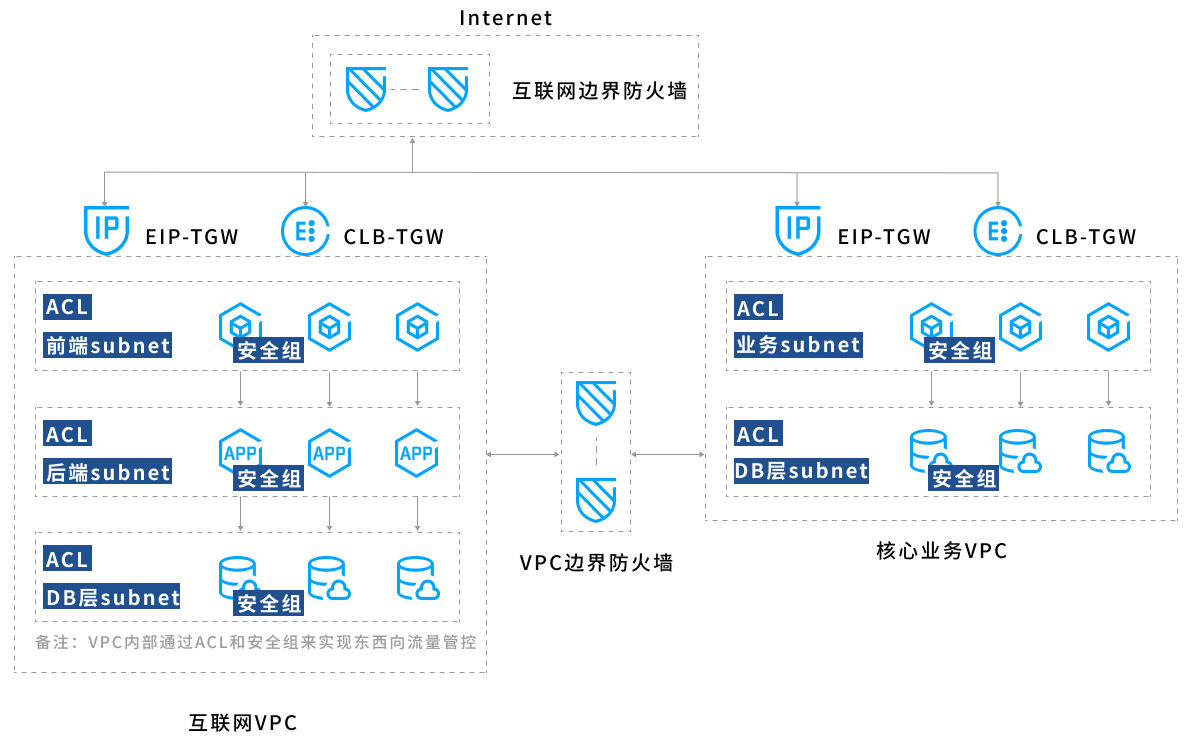 Internet
互联网边界防火墙
IP
EIP-TGW
E
CLB-TGW
IP
EIP-TGW
E
CLB-TGW
ACL
前端subnet
安全组
ACL
后端subnet
APP
APP
APP
安全组
ACL
DB层subnet
安全组
备注：VPC内部通过ACL和安全组来实现东西向流量管控
互联网VPC
VPC边界防火墙
ACL
业务subnet
安全组
ACL
DB层subnet
安全组
核心业务VPC